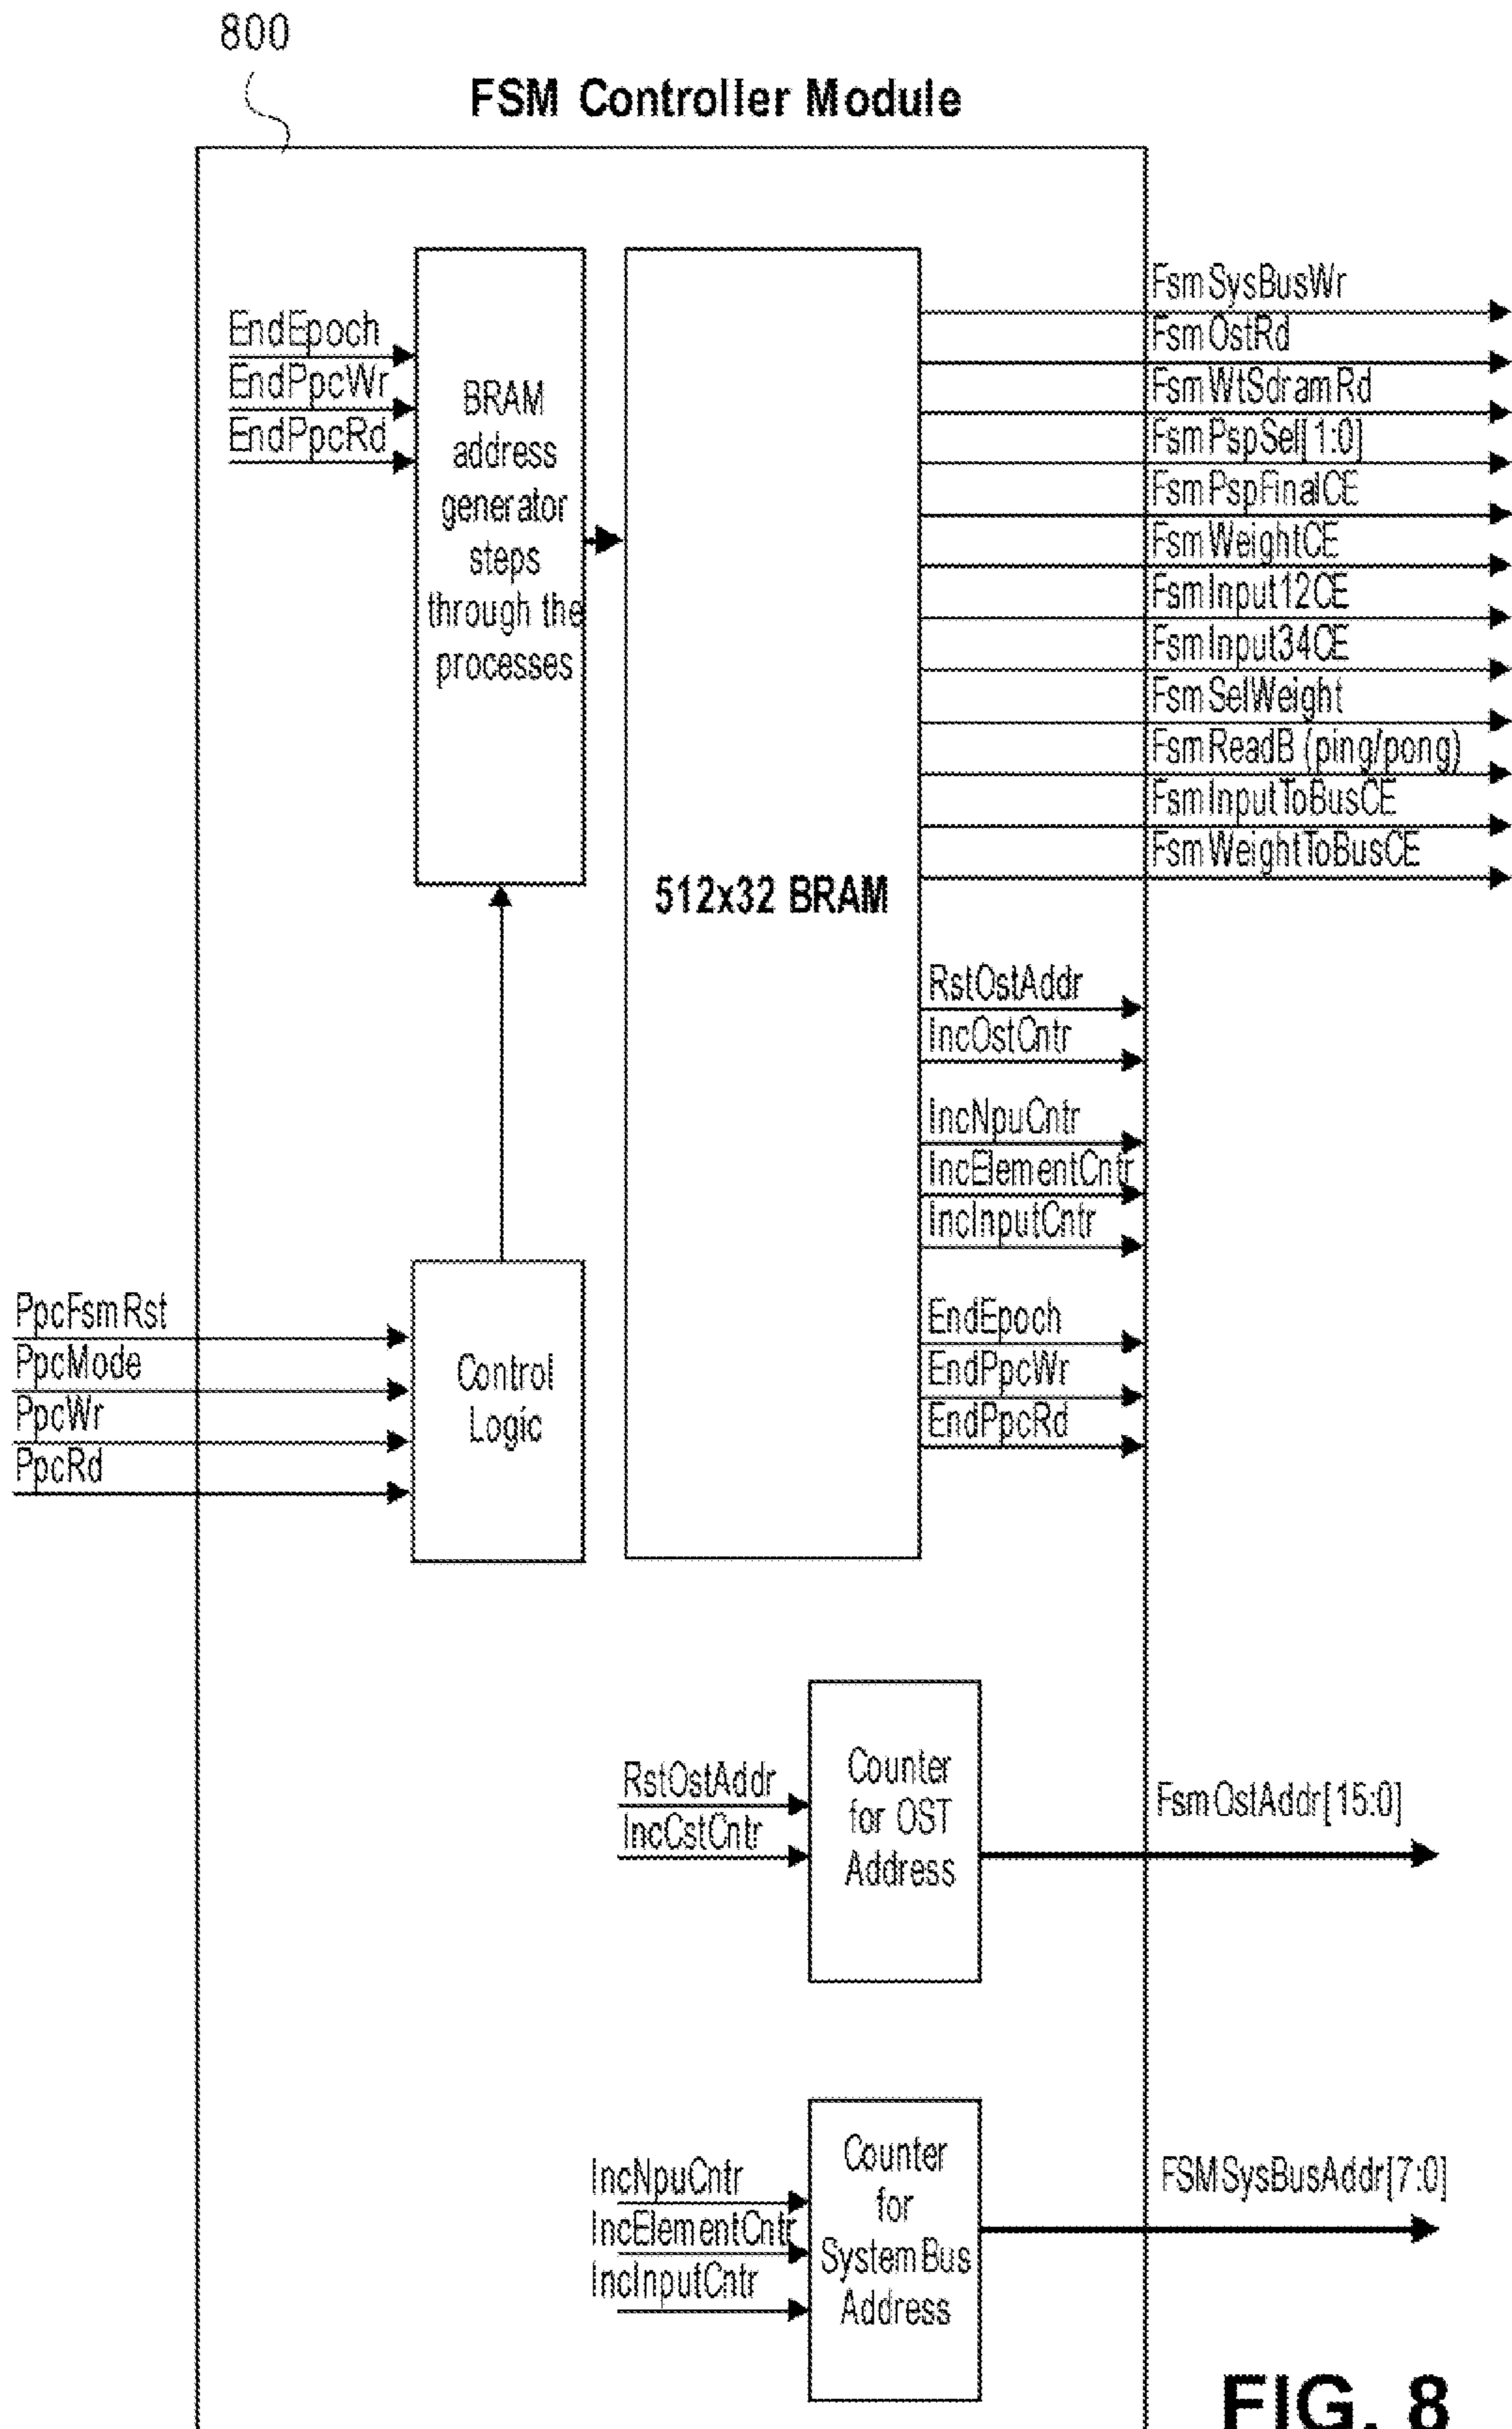 800
FSM Controller Module
EndEpoch
EndPpcWr
EndPpcRd
BRAM
address
generator
steps
through the
processes
512x32 BRAM
FsmSysBusWr
FsmOstRd
FsmWtSdramRd
FsmPspSel[1:0]
FsmPspFinalCE
FsmWeightCE
FsmInput12CE
FsmInput34CE
FsmSelWeight
FsmReadB (ping/pong)
FsmInputToBusCE
FsmWeightToBusCE
RstOstAddr
IncOstCntr
IncNpuCntr
IncElementCntr
IncInputCntr
EndEpoch
EndPpcWr
EndPpcRd
PpcFsmRst
PpcMode
PpcWr
PpcRd
Control
Logic
RstOstAddr
IncCstCntr
Counter
for OST
Address
FsmOstAddr[15:0]
IncNpuCntr
IncElementCntr
IncInputCntr
Counter
for
System Bus
Address
FSMSysBusAddr[7:0]
FIG. 8